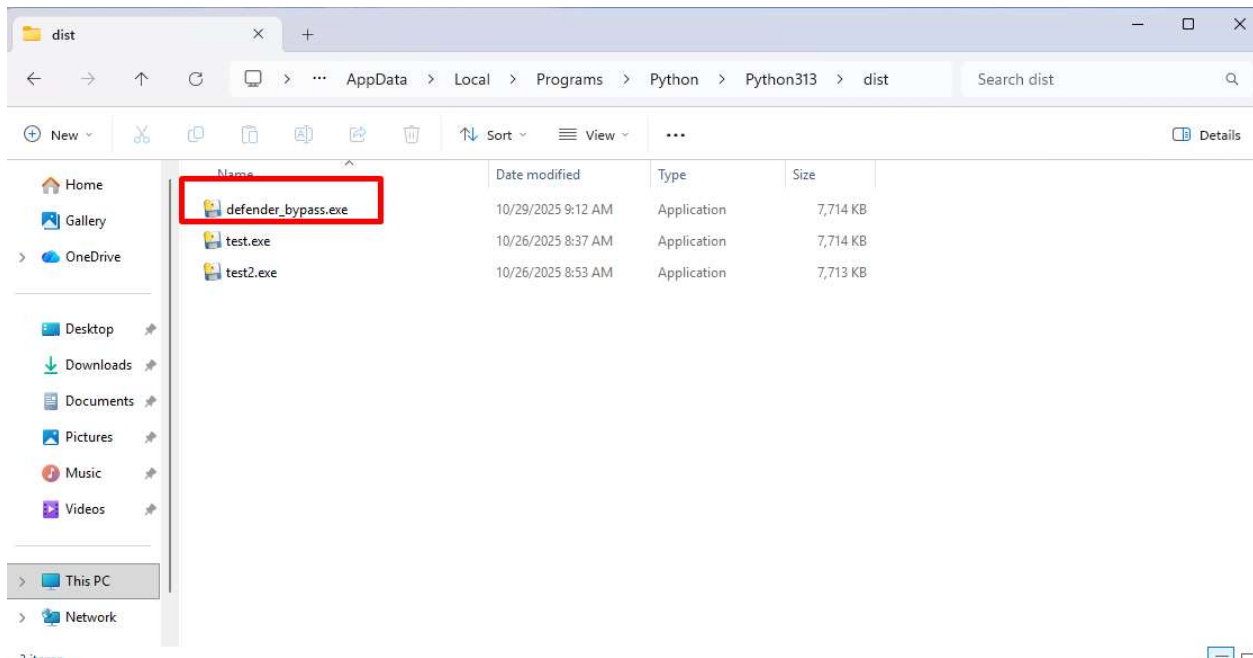 dist
AppData > Local > Programs > Python > Python313 > dist
Search dist
New
Sort
View
Details
Name
Date modified
Type
Size
defender_bypass.exe
10/29/2025 9:12 AM
Application
7,714 KB
test.exe
10/26/2025 8:37 AM
Application
7,714 KB
test2.exe
10/26/2025 8:53 AM
Application
7,713 KB
Home
Gallery
OneDrive
Desktop
Downloads
Documents
Pictures
Music
Videos
This PC
Network